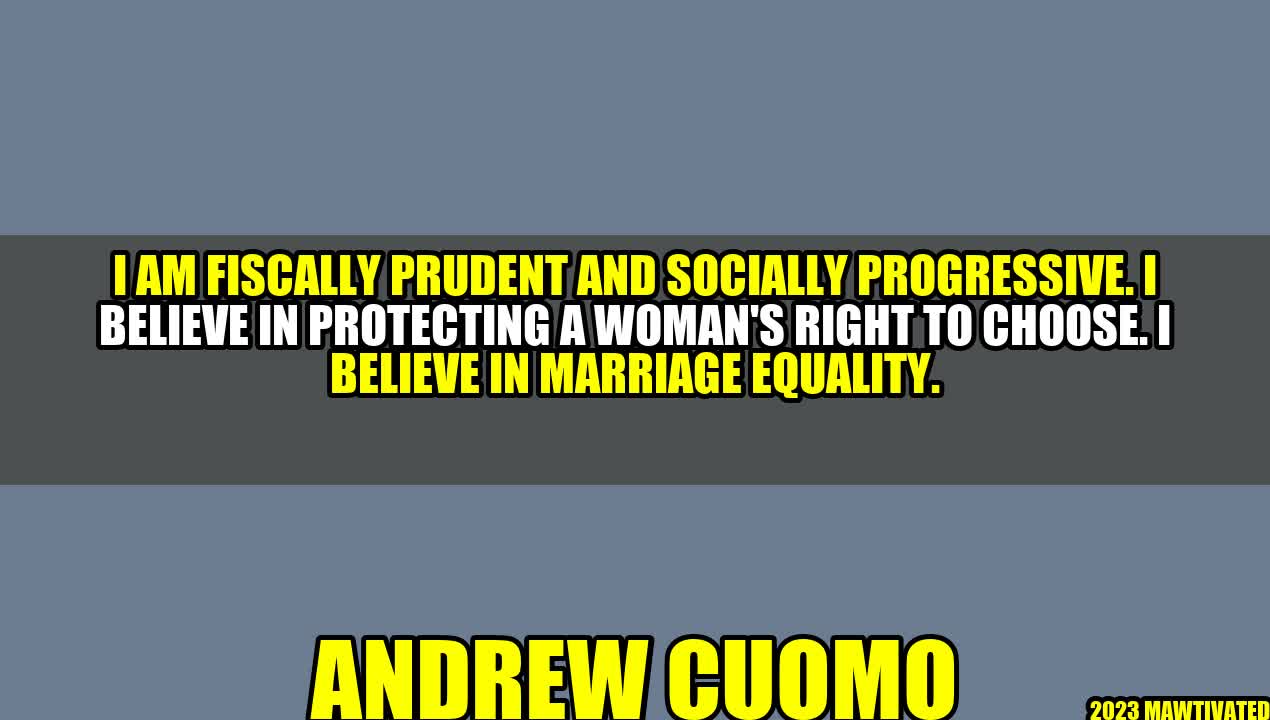 I AM FISCALLY PRUDENT AND SOCIALLY PROGRESSIVE. I
BELIEVE IN PROTECTING A WOMAN'S RIGHT TO CHOOSE. I
BELIEVE IN MARRIAGE EQUALITY.
ANDREW CUOMO
2023 MAWTIVATED